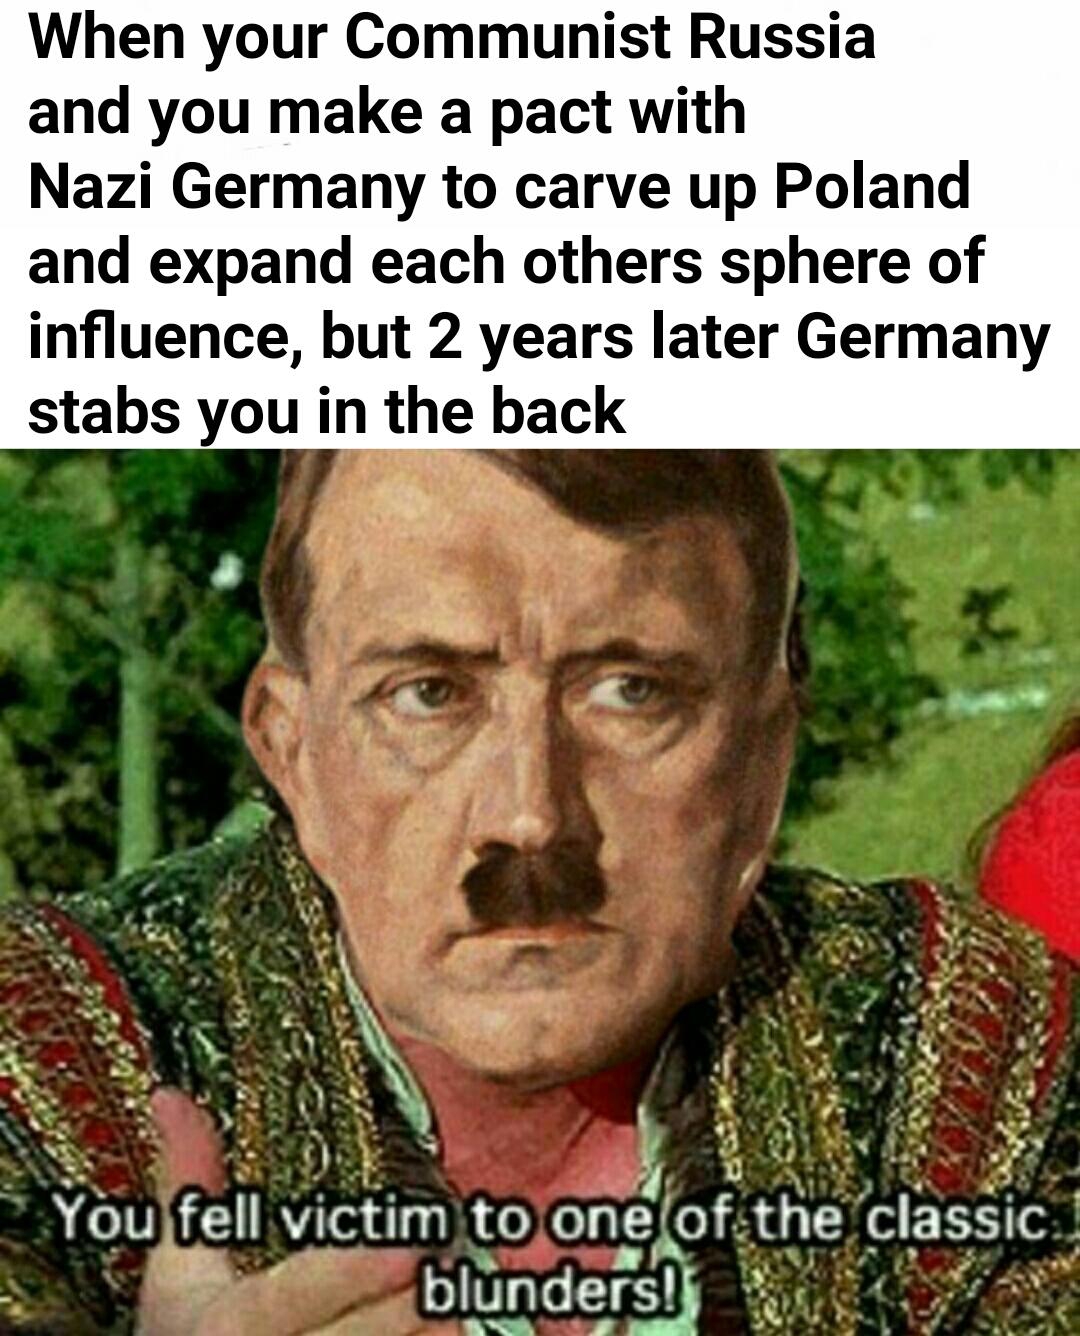 When your Communist Russia
and you make a pact with
Nazi Germany to carve up Poland
and expand each others sphere of
influence, but 2 years later Germany
stabs you in the back
You fell victim to one of the classic
blunders!